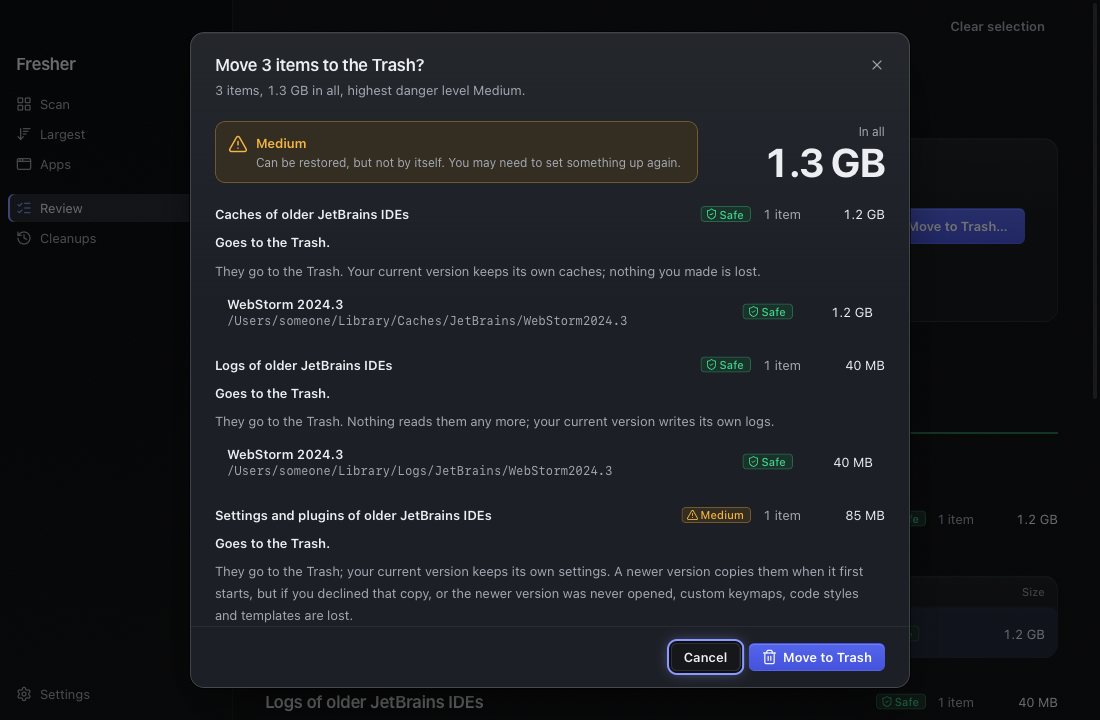 Clear selection
Fresher
Scan
Largest
Apps
Review
Cleanups
Settings
Move 3 items to the Trash?
3 items, 1.3 GB in all, highest danger level Medium.
Medium
Can be restored, but not by itself. You may need to set something up again.
In all
1.3 GB
Caches of older JetBrains IDEs
Safe
1 item
1.2 GB
Goes to the Trash.
They go to the Trash. Your current version keeps its own caches; nothing you made is lost.
WebStorm 2024.3
/Users/someone/Library/Caches/JetBrains/WebStorm2024.3
Safe
1.2 GB
Logs of older JetBrains IDEs
Safe
1 item
40 MB
Goes to the Trash.
They go to the Trash. Nothing reads them any more; your current version writes its own logs.
WebStorm 2024.3
/Users/someone/Library/Logs/JetBrains/WebStorm2024.3
Safe
40 MB
Settings and plugins of older JetBrains IDEs
Medium
1 item
85 MB
Goes to the Trash.
They go to the Trash; your current version keeps its own settings. A newer version copies them when it first
starts, but if you declined that copy, or the newer version was never opened, custom keymaps, code styles
and templates are lost.
Cancel
Move to Trash
Move to Trash...
1 item
1.2 GB
Size
1.2 GB
Logs of older JetBrains IDEs
Safe
1 item
40 MB